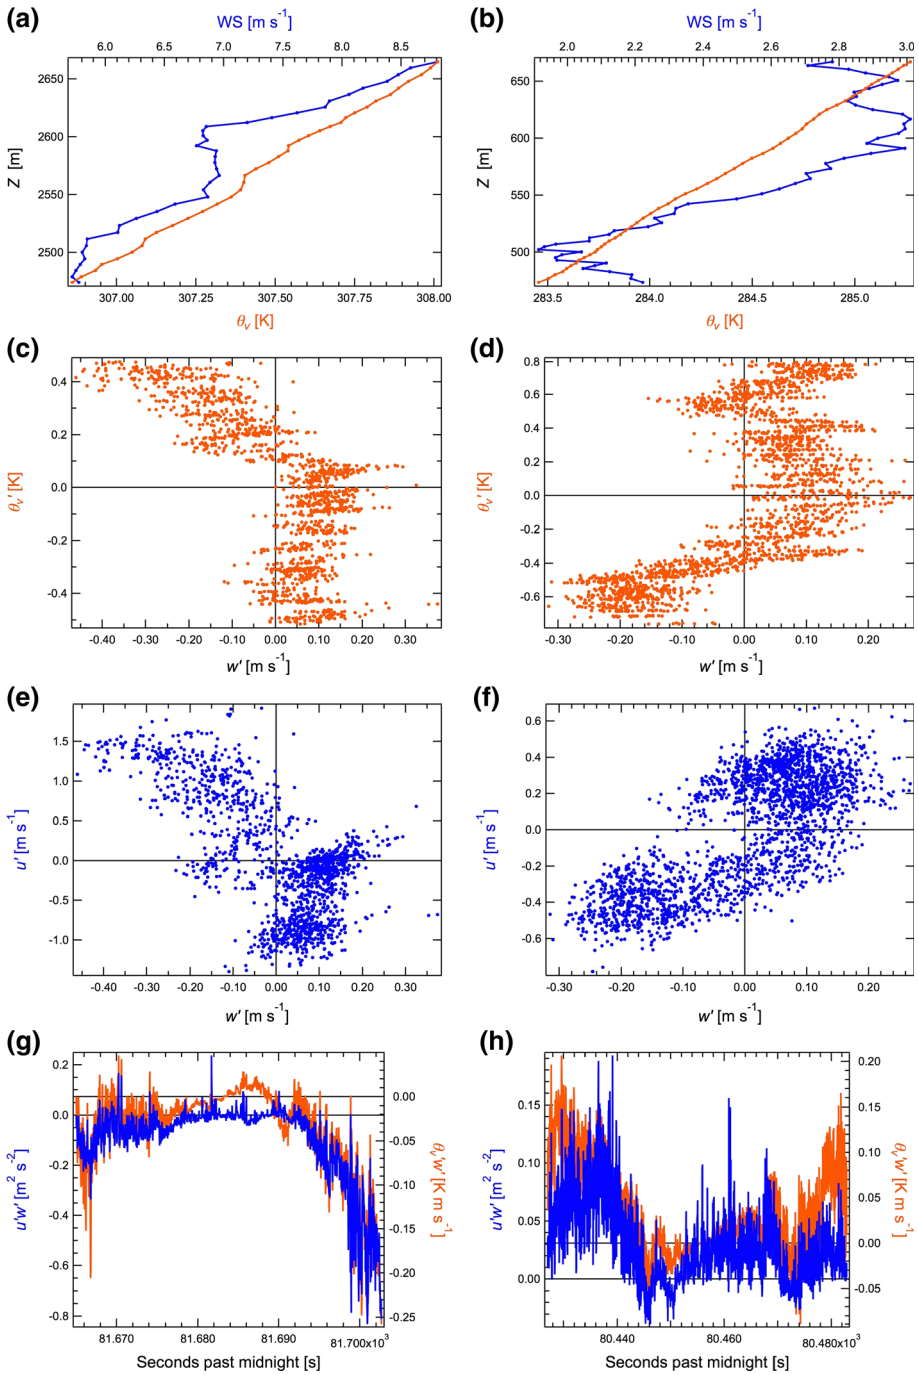 (a)
WS [m s⁻¹]
6.0 6.4 6.8 7.2 7.6 8.0 8.4
2650
2600
2550
2500
Z [m]
307.00 307.25 307.50 307.75 308.00
θᵥ [K]
(b)
WS [m s⁻¹]
2.0 2.2 2.4 2.6 2.8 3.0
650
600
550
500
Z [m]
283.5 284.0 284.5 285.0
θᵥ [K]
(c)
0.4
0.2
0.0
-0.2
-0.4
θᵥ' [K]
-0.40 -0.30 -0.20 -0.10 0.00 0.10 0.20 0.30
w' [m s⁻¹]
(d)
0.8
0.6
0.4
0.2
0.0
-0.2
-0.4
-0.6
θᵥ' [K]
-0.30 -0.20 -0.10 0.00 0.10 0.20
w' [m s⁻¹]
(e)
1.5
1.0
0.5
0.0
-0.5
-1.0
u' [m s⁻¹]
-0.40 -0.30 -0.20 -0.10 0.00 0.10 0.20 0.30
w' [m s⁻¹]
(f)
0.6
0.4
0.2
0.0
-0.2
-0.4
-0.6
u' [m s⁻¹]
-0.30 -0.20 -0.10 0.00 0.10 0.20
w' [m s⁻¹]
(g)
0.2
0.0
-0.2
-0.4
-0.6
-0.8
u'w' [m² s⁻²]
0.00
-0.05
-0.10
-0.15
-0.20
-0.25
θᵥ'w' [K m s⁻¹]
81.670 81.680 81.690 81.700x10³
Seconds past midnight [s]
(h)
0.15
0.10
0.05
0.00
u'w' [m² s⁻²]
0.20
0.15
0.10
0.05
0.00
-0.05
θᵥ'w' [K m s⁻¹]
80.440 80.460 80.480x10³
Seconds past midnight [s]